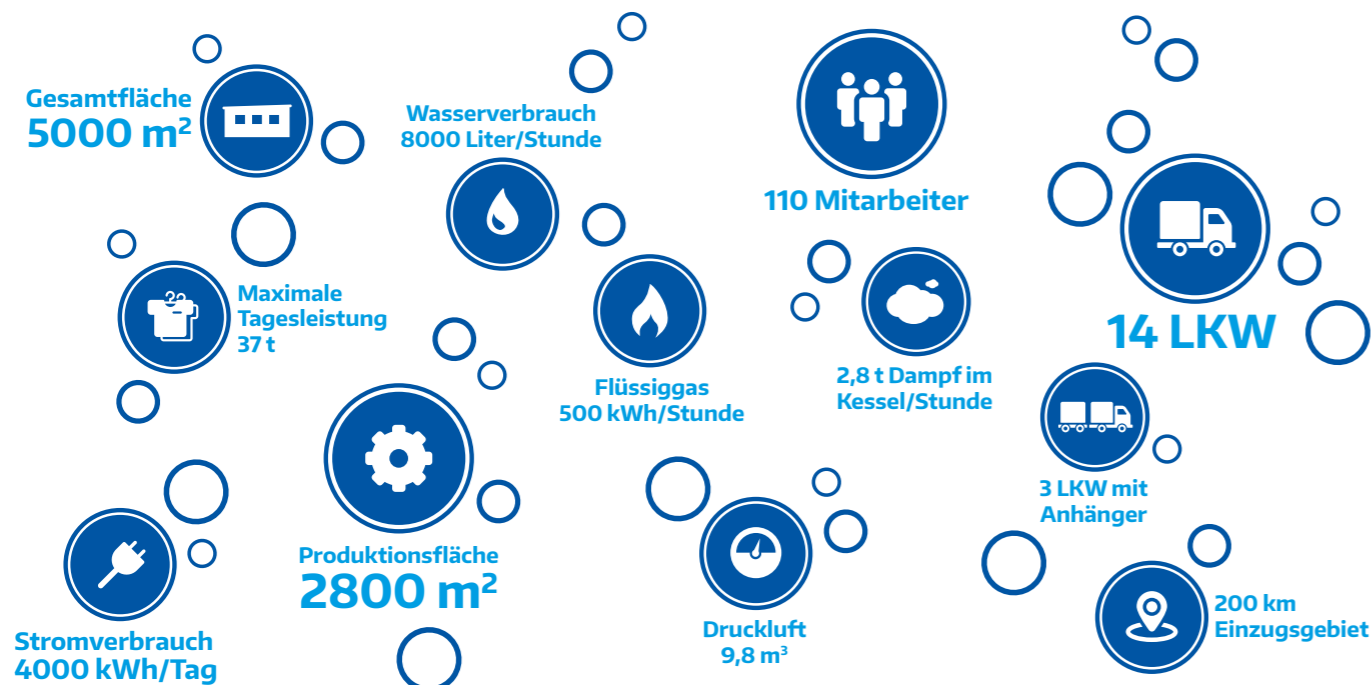 Gesamtfläche
5000 m²
Wasserverbrauch
8000 Liter/Stunde
110 Mitarbeiter
14 LKW
Maximale
Tagesleistung
37 t
Flüssiggas
500 kWh/Stunde
2,8 t Dampf im
Kessel/Stunde
3 LKW mit
Anhänger
Produktionsfläche
2800 m²
Stromverbrauch
4000 kWh/Tag
Druckluft
9,8 m³
200 km
Einzugsgebiet